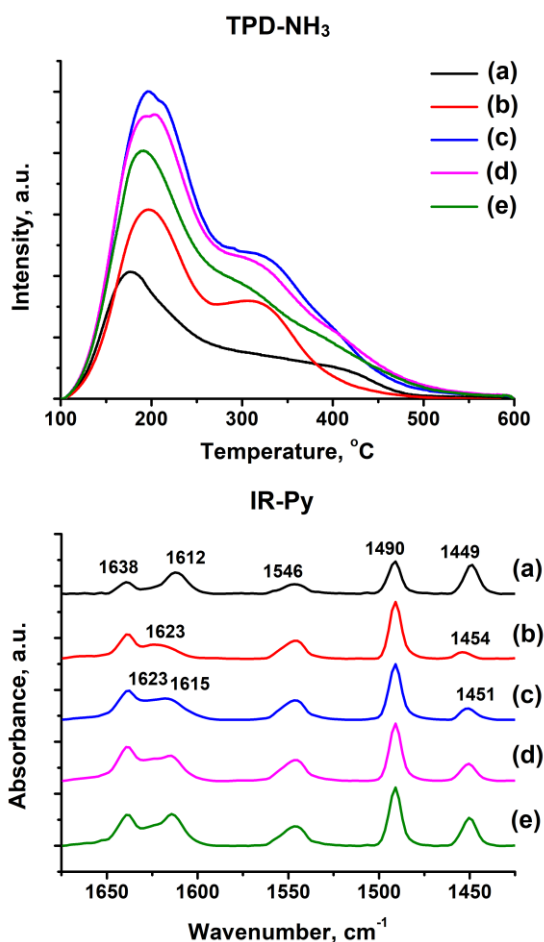 TPD-NH₃
(a)
(b)
(c)
(d)
(e)
Intensity, a.u.
100 200 300 400 500 600
Temperature, °C
IR-Py
1638 1612 1546 1490 1449 (a)
1623 1454 (b)
1623 1615 1451 (c)
(d)
(e)
Absorbance, a.u.
1650 1600 1550 1500 1450
Wavenumber, cm⁻¹